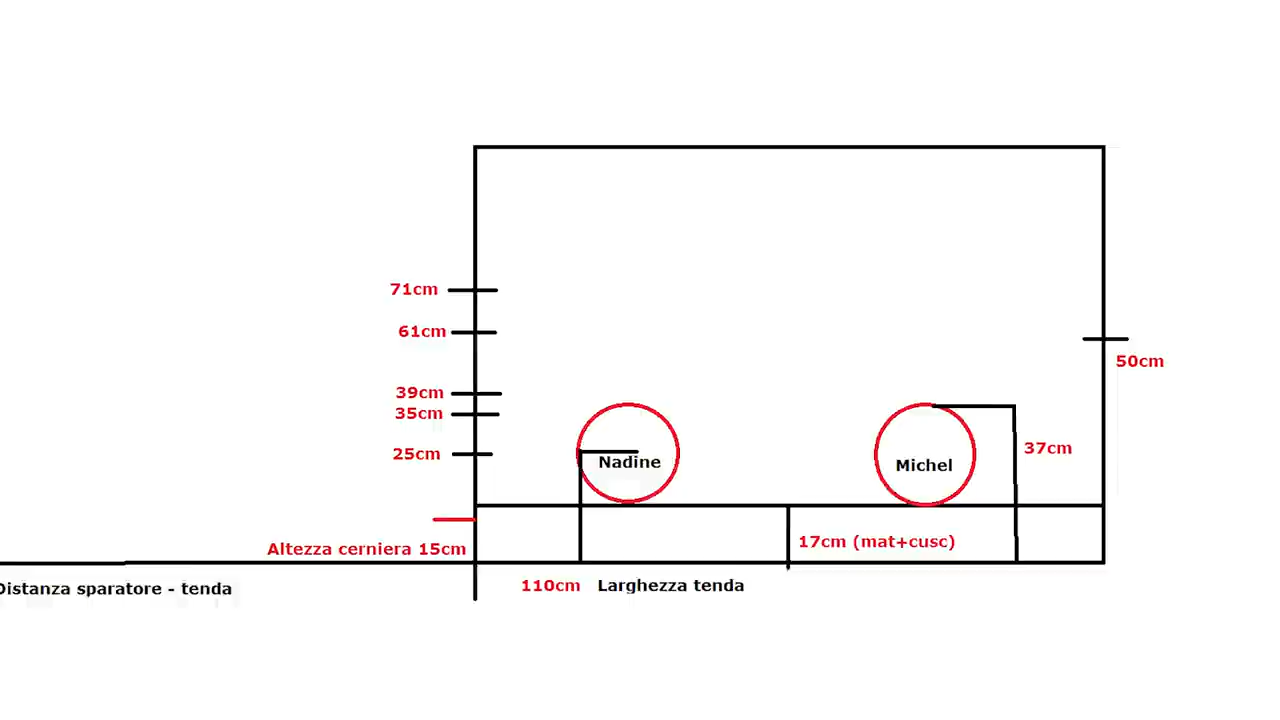 71cm
61cm
50cm
39cm
35cm
37cm
25cm
Nadine
Michel
17cm (mat+cusc)
Altezza cerniera 15cm
Distanza sparatore - tenda
110cm Larghezza tenda